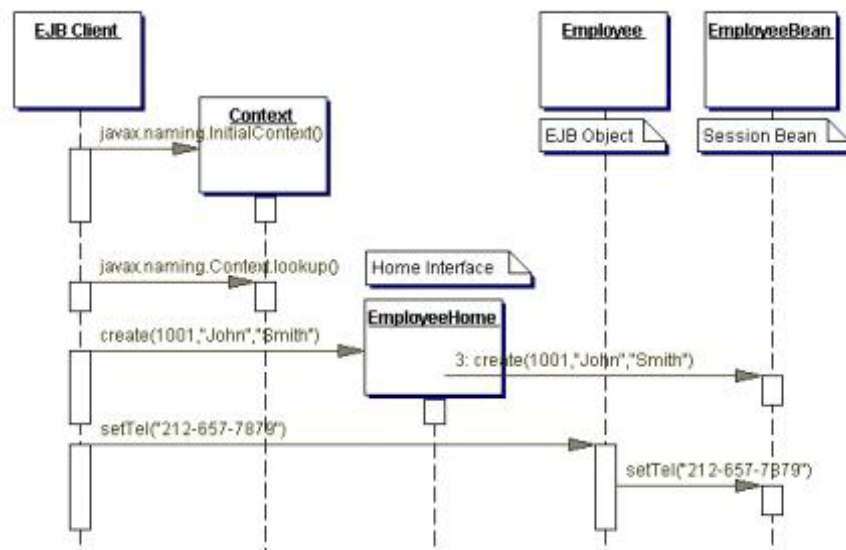 EJB Client
Employee
EmployeeBean
Context
javax.naming.InitialContext()
EJB Object
Session Bean
javax.naming.Context.lookup()
Home Interface
EmployeeHome
create(1001,"John","Smith")
3: create(1001,"John","Smith")
setTel("212-657-7879")
setTel("212-657-7879")